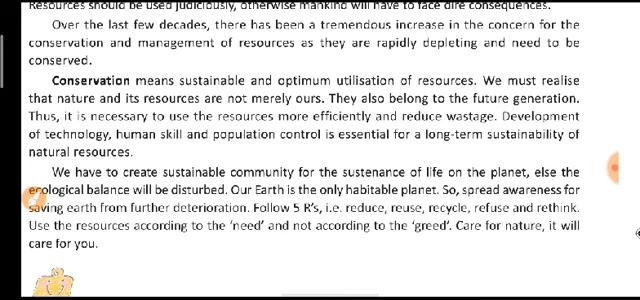 Resources should be used judiciously, otherwise mankind will have to face dire consequences.
Over the last few decades, there has been a tremendous increase in the concern for the
conservation and management of resources as they are rapidly depleting and need to be
conserved.
Conservation means sustainable and optimum utilisation of resources. We must realise
that nature and its resources are not merely ours. They also belong to the future generation.
Thus, it is necessary to use the resources more efficiently and reduce wastage. Development
of technology, human skill and population control is essential for a long-term sustainability of
natural resources.
We have to create sustainable community for the sustenance of life on the planet, else the
ecological balance will be disturbed. Our Earth is the only habitable planet. So, spread awareness for
saving earth from further deterioration. Follow 5 R's, i.e. reduce, reuse, recycle, refuse and rethink.
Use the resources according to the 'need' and not according to the 'greed'. Care for nature, it will
care for you.